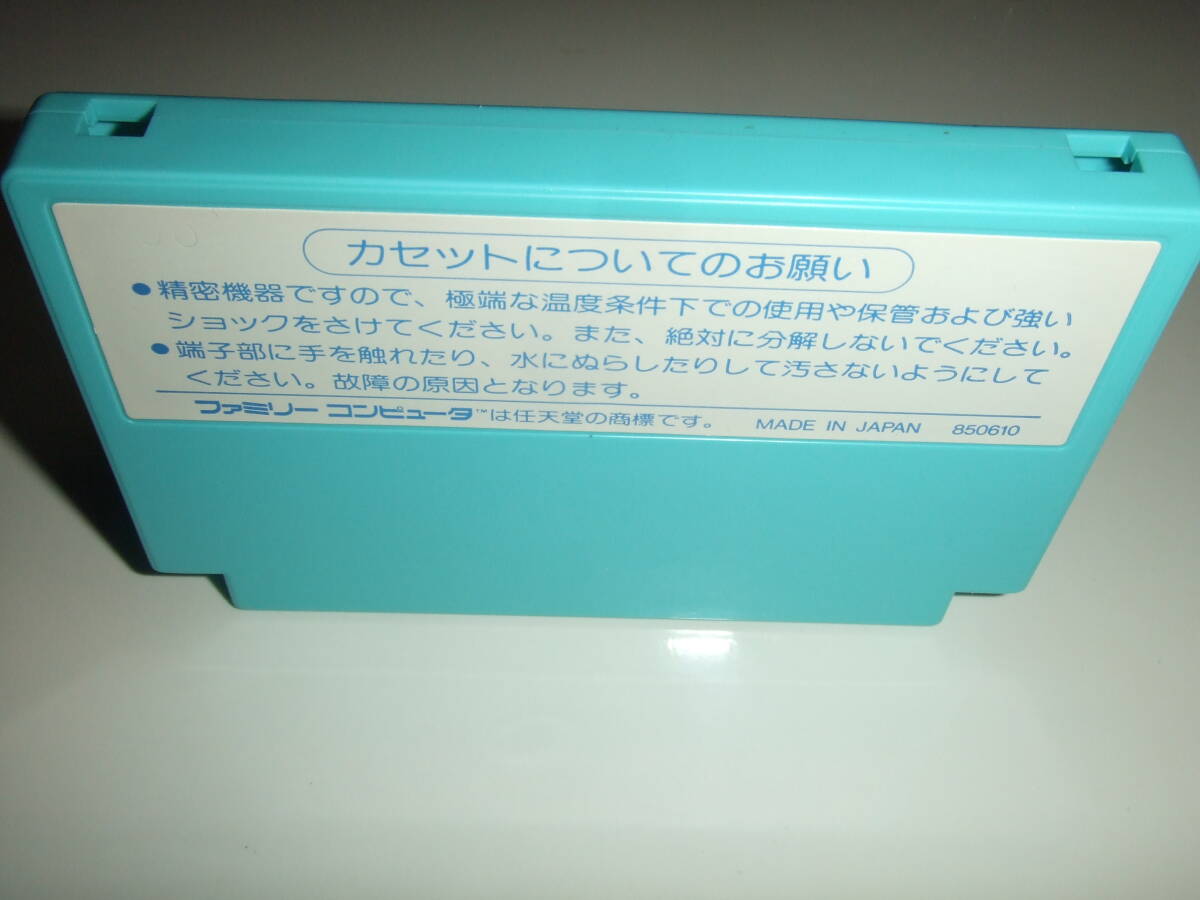 カセットについてのお願い
●精密機器ですので、極端な温度条件下での使用や保管および強い
ショックをさけてください。また、絶対に分解しないでください。
●端子部に手を触れたり、水にぬらしたりして汚さないようにして
ください。故障の原因となります。
ファミリー コンピュータ™は任天堂の商標です。 MADE IN JAPAN 850610